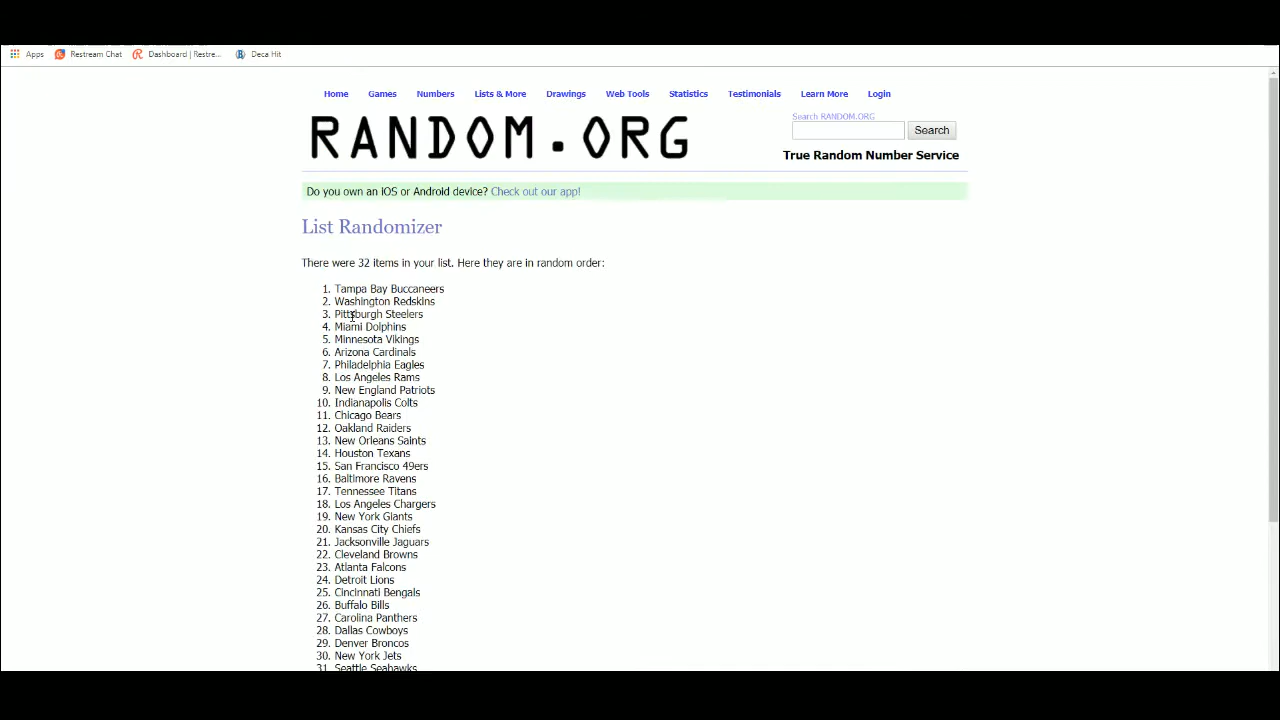 Apps Restream Chat Dashboard | Restre... Deca Hit
Home Games Numbers Lists & More Drawings Web Tools Statistics Testimonials Learn More Login
Search RANDOM.ORG
RANDOM.ORG
Search
True Random Number Service
Do you own an iOS or Android device? Check out our app!
List Randomizer
There were 32 items in your list. Here they are in random order:
1. Tampa Bay Buccaneers
2. Washington Redskins
3. Pittsburgh Steelers
4. Miami Dolphins
5. Minnesota Vikings
6. Arizona Cardinals
7. Philadelphia Eagles
8. Los Angeles Rams
9. New England Patriots
10. Indianapolis Colts
11. Chicago Bears
12. Oakland Raiders
13. New Orleans Saints
14. Houston Texans
15. San Francisco 49ers
16. Baltimore Ravens
17. Tennessee Titans
18. Los Angeles Chargers
19. New York Giants
20. Kansas City Chiefs
21. Jacksonville Jaguars
22. Cleveland Browns
23. Atlanta Falcons
24. Detroit Lions
25. Cincinnati Bengals
26. Buffalo Bills
27. Carolina Panthers
28. Dallas Cowboys
29. Denver Broncos
30. New York Jets
31. Seattle Seahawks